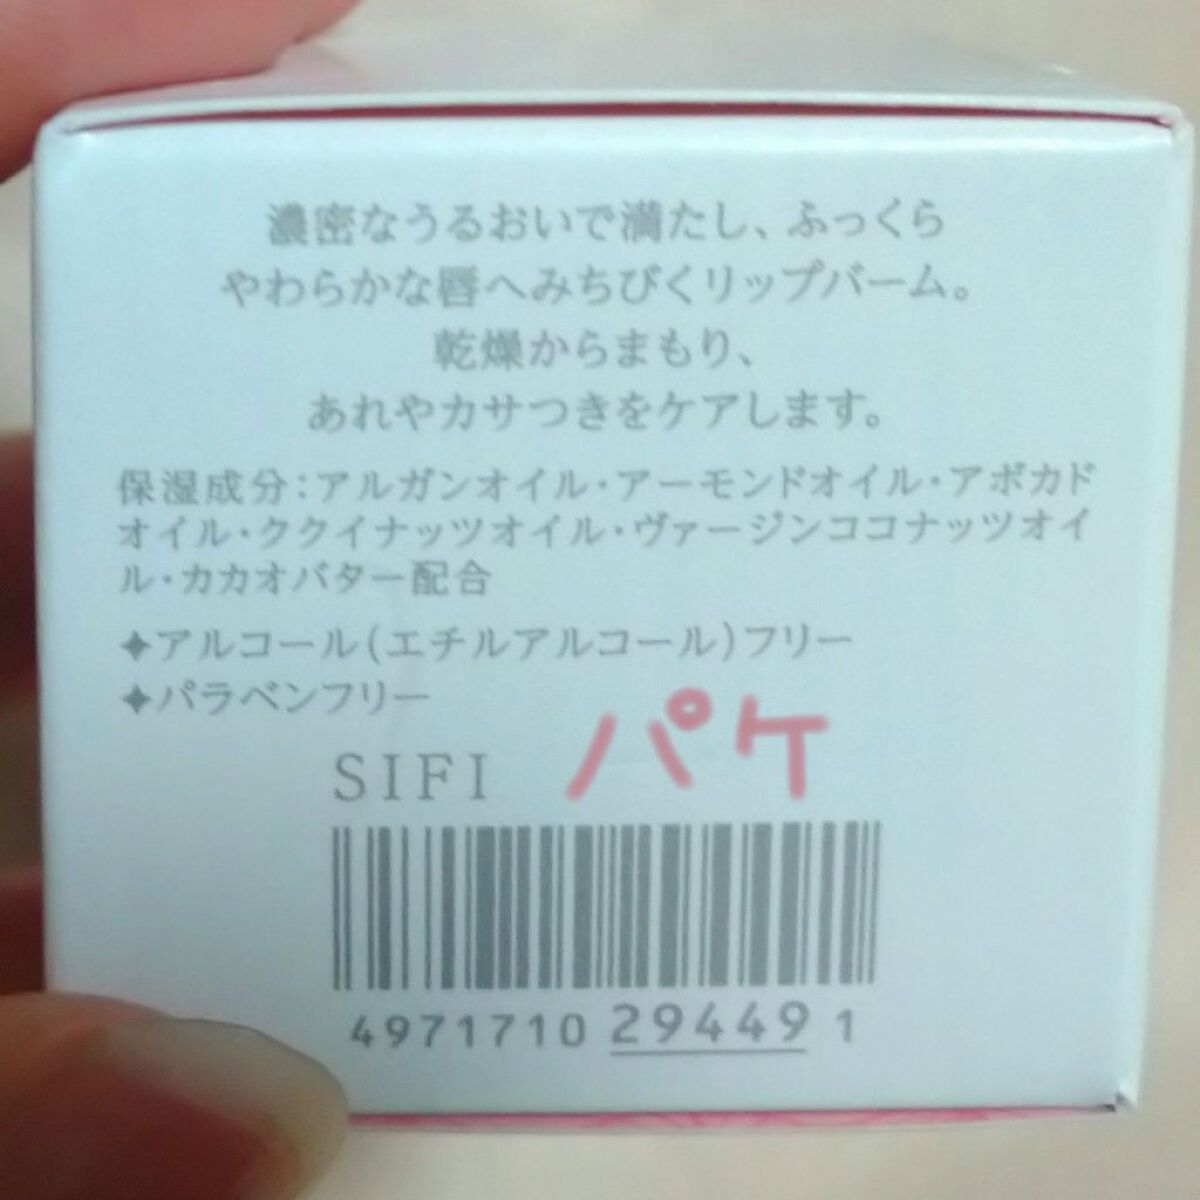 濃密なうるおいで満たし、ふっくら
やわらかな唇へみちびくリップバーム。
乾燥からまもり、
あれやカサつきをケアします。
保湿成分:アルガンオイル・アーモンドオイル・アボカド
オイル・ククイナッツオイル・ヴァージンココナッツオイ
ル・カカオバター配合
✦アルコール(エチルアルコール)フリー
✦パラベンフリー
SIFI パケ
4971710 29449 1